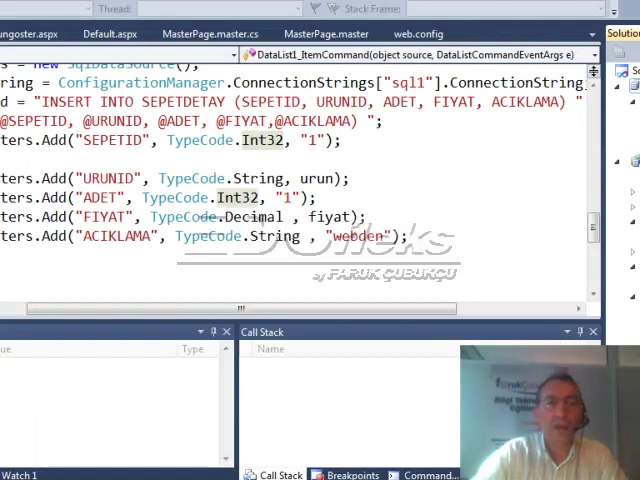 Thread:
Stack Frame:
ungoster.aspx Default.aspx MasterPage.master.cs MasterPage.master web.config
Solution
DataList1_ItemCommand(object source, DataListCommandEventArgs e)
s = new SqlDataSource();
ring = ConfigurationManager.ConnectionStrings["sql1"].ConnectionString
d = "INSERT INTO SEPETDETAY (SEPETID, URUNID, ADET, FIYAT, ACIKLAMA) "
@SEPETID, @URUNID, @ADET, @FIYAT,@ACIKLAMA) ";
ters.Add("SEPETID", TypeCode.Int32, "1");
ters.Add("URUNID", TypeCode.String, urun);
ters.Add("ADET", TypeCode.Int32, "1");
ters.Add("FIYAT", TypeCode.Decimal , fiyat);
ters.Add("ACIKLAMA", TypeCode.String , "webden");
by FARUK ÇUBUKÇU
ue Type
Call Stack
Name
Watch 1
Call Stack Breakpoints Command...